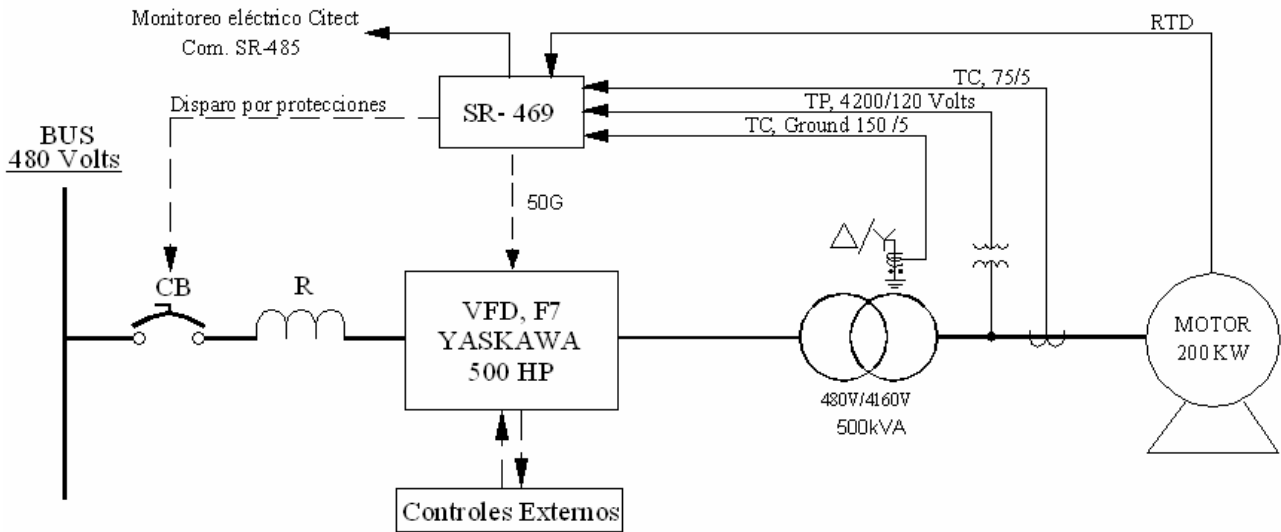 Monitoreo eléctrico Citect
Com. SR-485
RTD
TC, 75/5
TP, 4200/120 Volts
TC, Ground 150 /5
SR- 469
Disparo por protecciones
BUS
480 Volts
50G
CB
R
VFD, F7
YASKAWA
500 HP
480V/4160V
500kVA
MOTOR
200 KW
Controles Externos